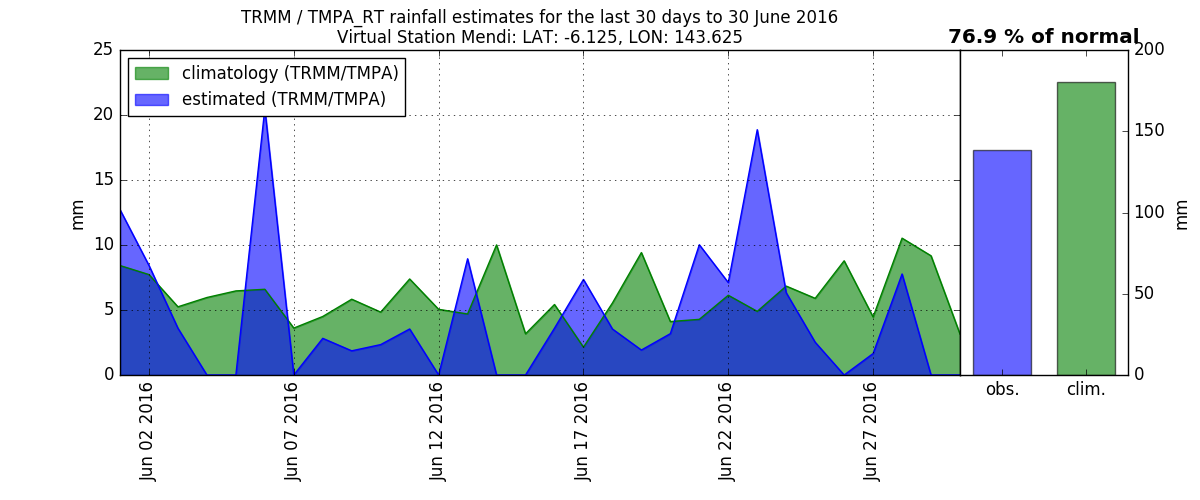 TRMM / TMPA_RT rainfall estimates for the last 30 days to 30 June 2016
Virtual Station Mendi: LAT: -6.125, LON: 143.625
76.9 % of normal
climatology (TRMM/TMPA)
estimated (TRMM/TMPA)
25
20
15
10
5
0
mm
200
150
100
50
0
mm
Jun 02 2016
Jun 07 2016
Jun 12 2016
Jun 17 2016
Jun 22 2016
Jun 27 2016
obs.
clim.